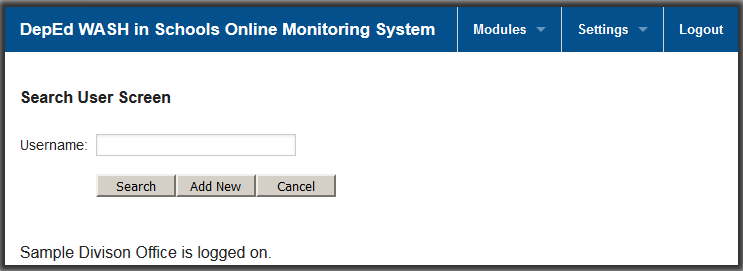 DepEd WASH in Schools Online Monitoring System Modules Settings Logout
Search User Screen
Username:
Search Add New Cancel
Sample Divison Office is logged on.